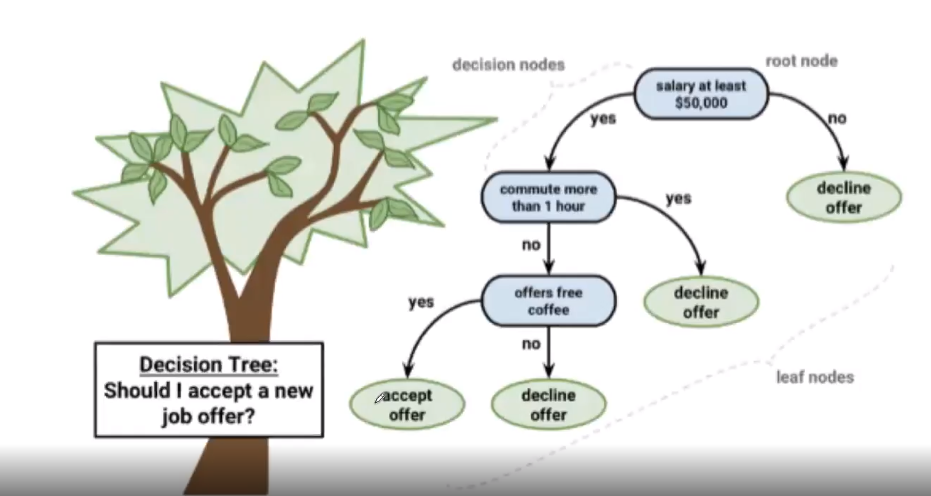 decision nodes
root node
salary at least
$50,000
yes
no
commute more
than 1 hour
yes
decline
offer
no
offers free
coffee
decline
offer
yes
no
leaf nodes
Decision Tree:
Should I accept a new
job offer?
accept
offer
decline
offer